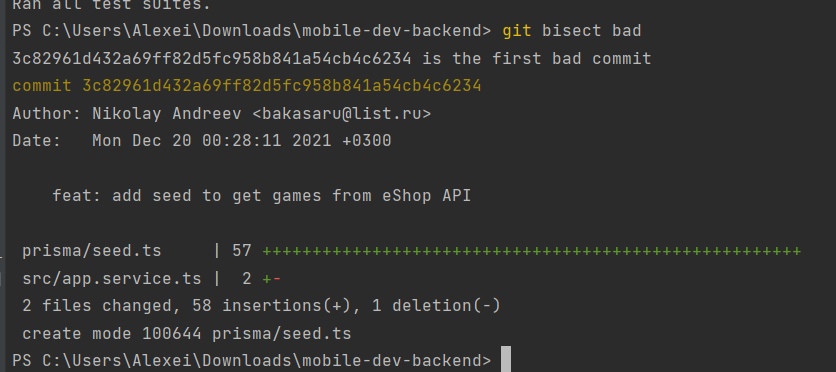 Ran all test suites.
PS C:\Users\Alexei\Downloads\mobile-dev-backend> git bisect bad
3c82961d432a69ff82d5fc958b841a54cb4c6234 is the first bad commit
commit 3c82961d432a69ff82d5fc958b841a54cb4c6234
Author: Nikolay Andreev <bakasaru@list.ru>
Date:   Mon Dec 20 00:28:11 2021 +0300
    feat: add seed to get games from eShop API
 prisma/seed.ts     | 57 +++++++++++++++++++++++++++++++++++++++++++++++++++++++
 src/app.service.ts |  2 +-
 2 files changed, 58 insertions(+), 1 deletion(-)
 create mode 100644 prisma/seed.ts
PS C:\Users\Alexei\Downloads\mobile-dev-backend>